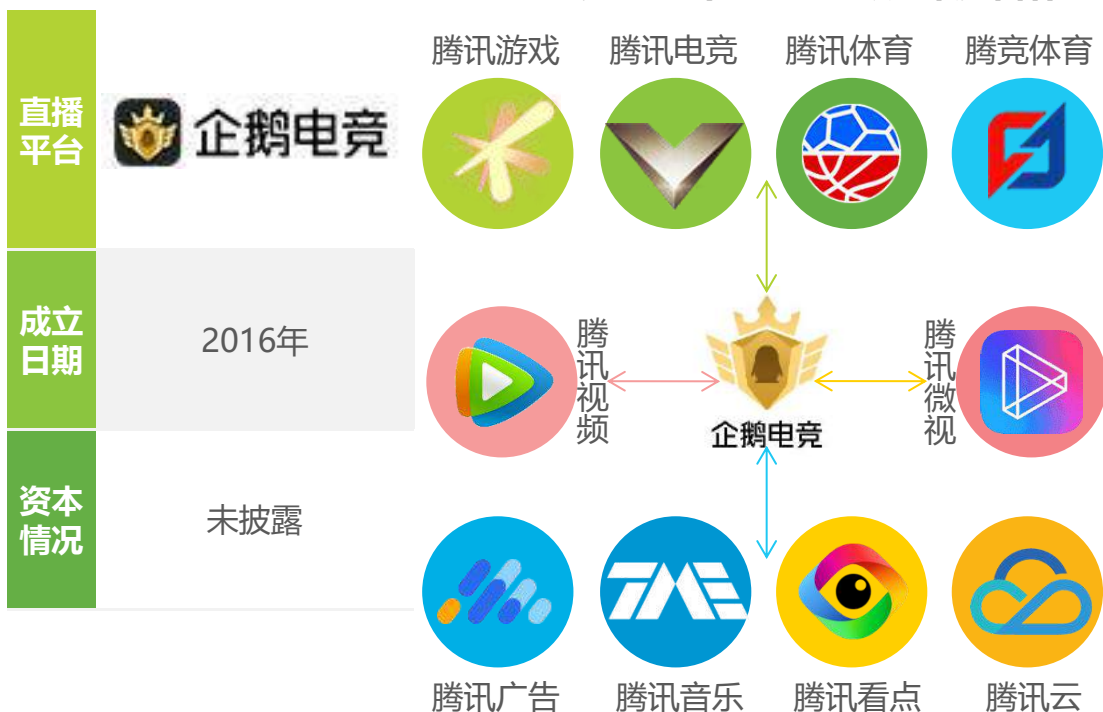 直播
平台
企鹅电竞
成立
日期
2016年
资本
情况
未披露
腾讯游戏
腾讯电竞
腾讯体育
腾竞体育
腾讯视频
企鹅电竞
腾讯微视
TME
腾讯广告
腾讯音乐
腾讯看点
腾讯云